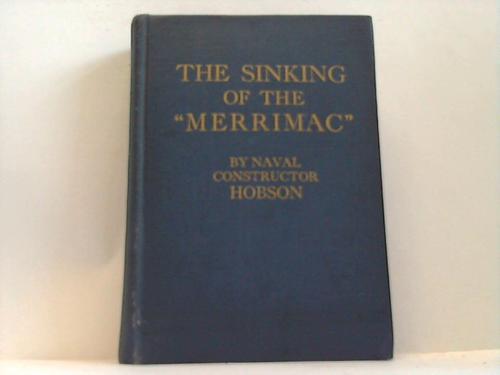 THE SINKING
OF THE
"MERRIMAC"
BY NAVAL
CONSTRUCTOR
HOBSON